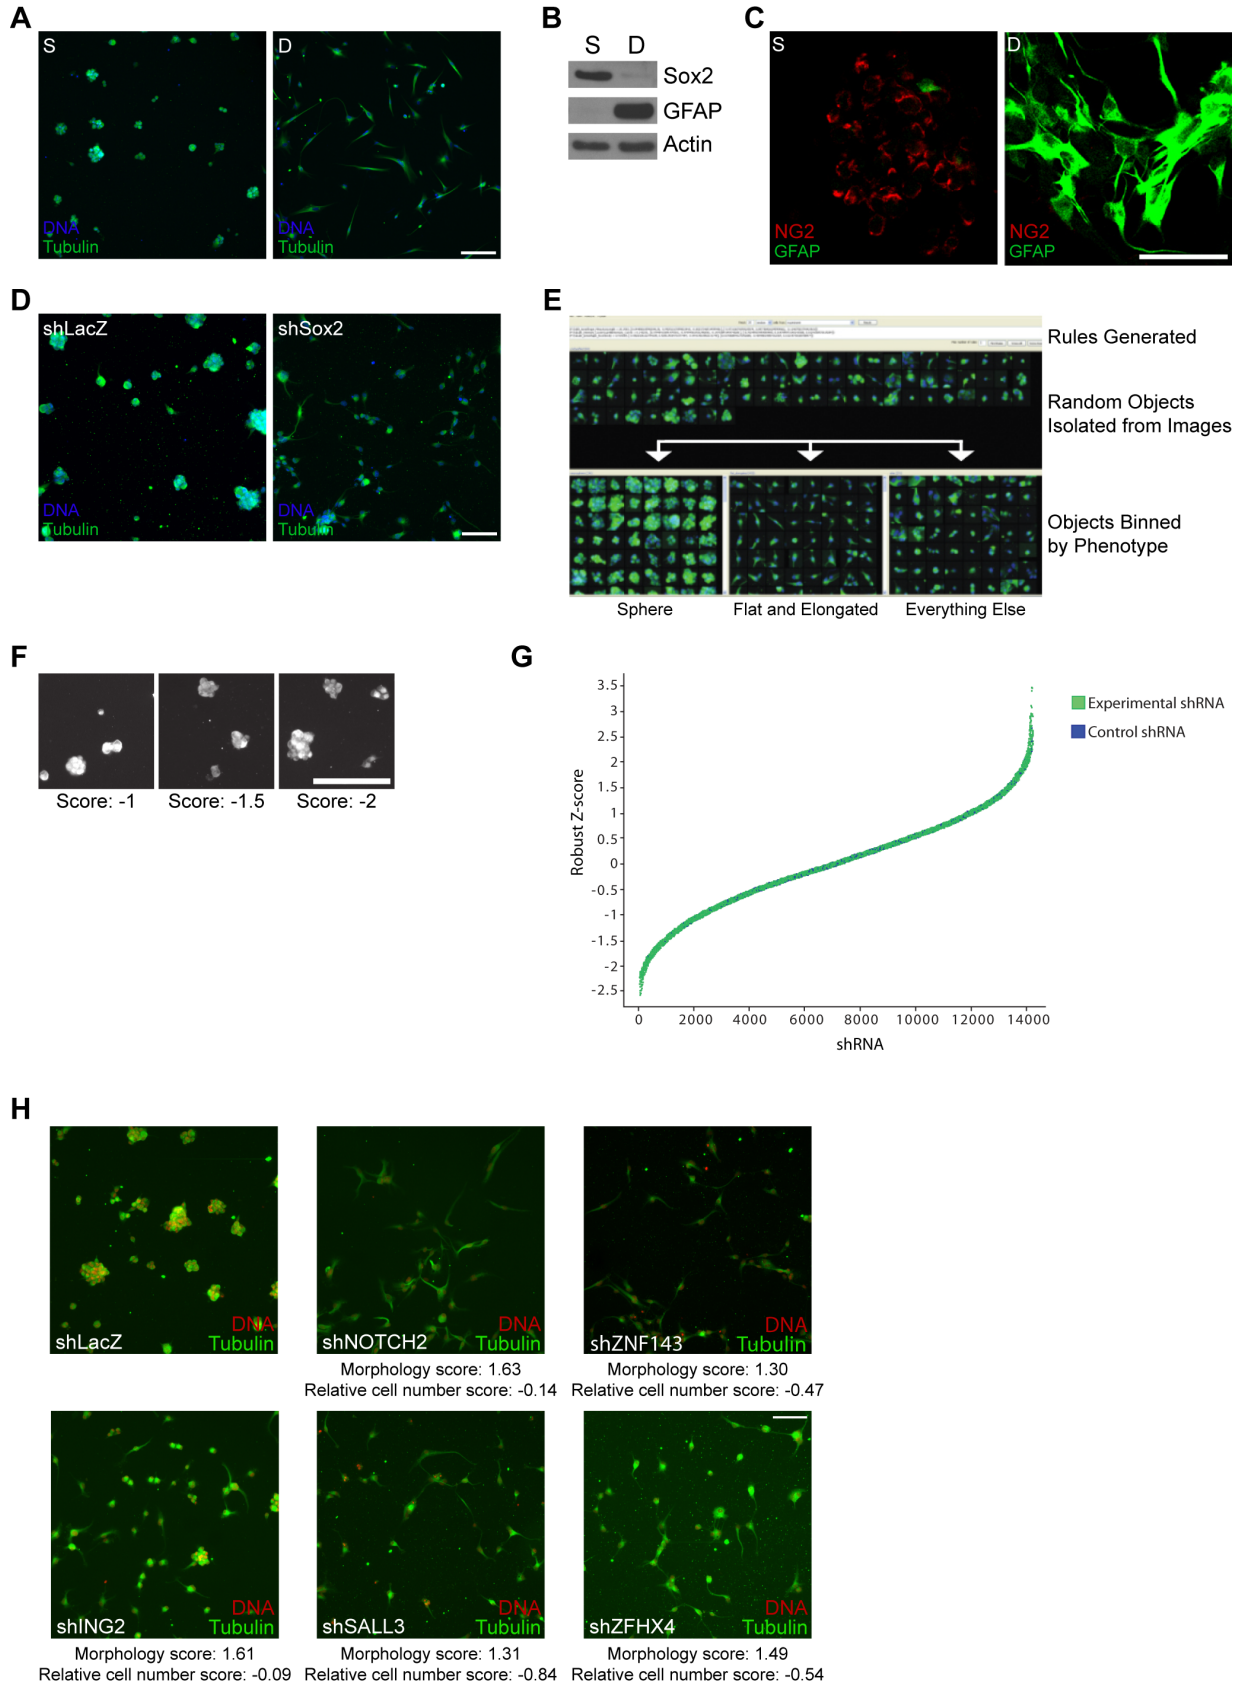 A
S
DNA
Tubulin
D
DNA
Tubulin
B
S D
Sox2
GFAP
Actin
C
S
NG2
GFAP
D
NG2
GFAP
D
shLacZ
DNA
Tubulin
shSox2
DNA
Tubulin
E
Rules Generated
Random Objects
Isolated from Images
Objects Binned
by Phenotype
Sphere
Flat and Elongated
Everything Else
F
Score: -1
Score: -1.5
Score: -2
G
Robust Z-score
3.5
3
2.5
2
1.5
1
0.5
0
-0.5
-1
-1.5
-2
-2.5
0 2000 4000 6000 8000 10000 12000 14000
shRNA
Experimental shRNA
Control shRNA
H
shLacZ
DNA
Tubulin
shNOTCH2
DNA
Tubulin
Morphology score: 1.63
Relative cell number score: -0.14
shZNF143
DNA
Tubulin
Morphology score: 1.30
Relative cell number score: -0.47
shING2
DNA
Tubulin
Morphology score: 1.61
Relative cell number score: -0.09
shSALL3
DNA
Tubulin
Morphology score: 1.31
Relative cell number score: -0.84
shZFHX4
DNA
Tubulin
Morphology score: 1.49
Relative cell number score: -0.54